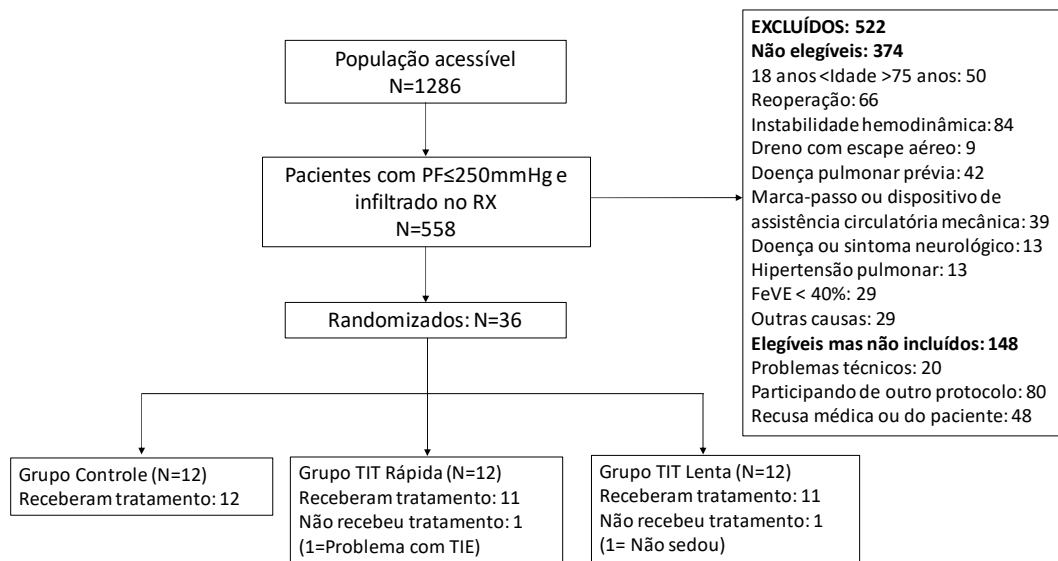 População acessível
N=1286
Pacientes com PF≤250mmHg e
infiltrado no RX
N=558
EXCLUÍDOS: 522
Não elegíveis: 374
18 anos <Idade >75 anos: 50
Reoperação: 66
Instabilidade hemodinâmica: 84
Dreno com escape aéreo: 9
Doença pulmonar prévia: 42
Marca-passo ou dispositivo de
assistência circulatória mecânica: 39
Doença ou sintoma neurológico: 13
Hipertensão pulmonar: 13
FeVE < 40%: 29
Outras causas: 29
Elegíveis mas não incluídos: 148
Problemas técnicos: 20
Participando de outro protocolo: 80
Recusa médica ou do paciente: 48
Randomizados: N=36
Grupo Controle (N=12)
Receberam tratamento: 12
Grupo TIT Rápida (N=12)
Receberam tratamento: 11
Não recebeu tratamento: 1
(1=Problema com TIE)
Grupo TIT Lenta (N=12)
Receberam tratamento: 11
Não recebeu tratamento: 1
(1= Não sedou)